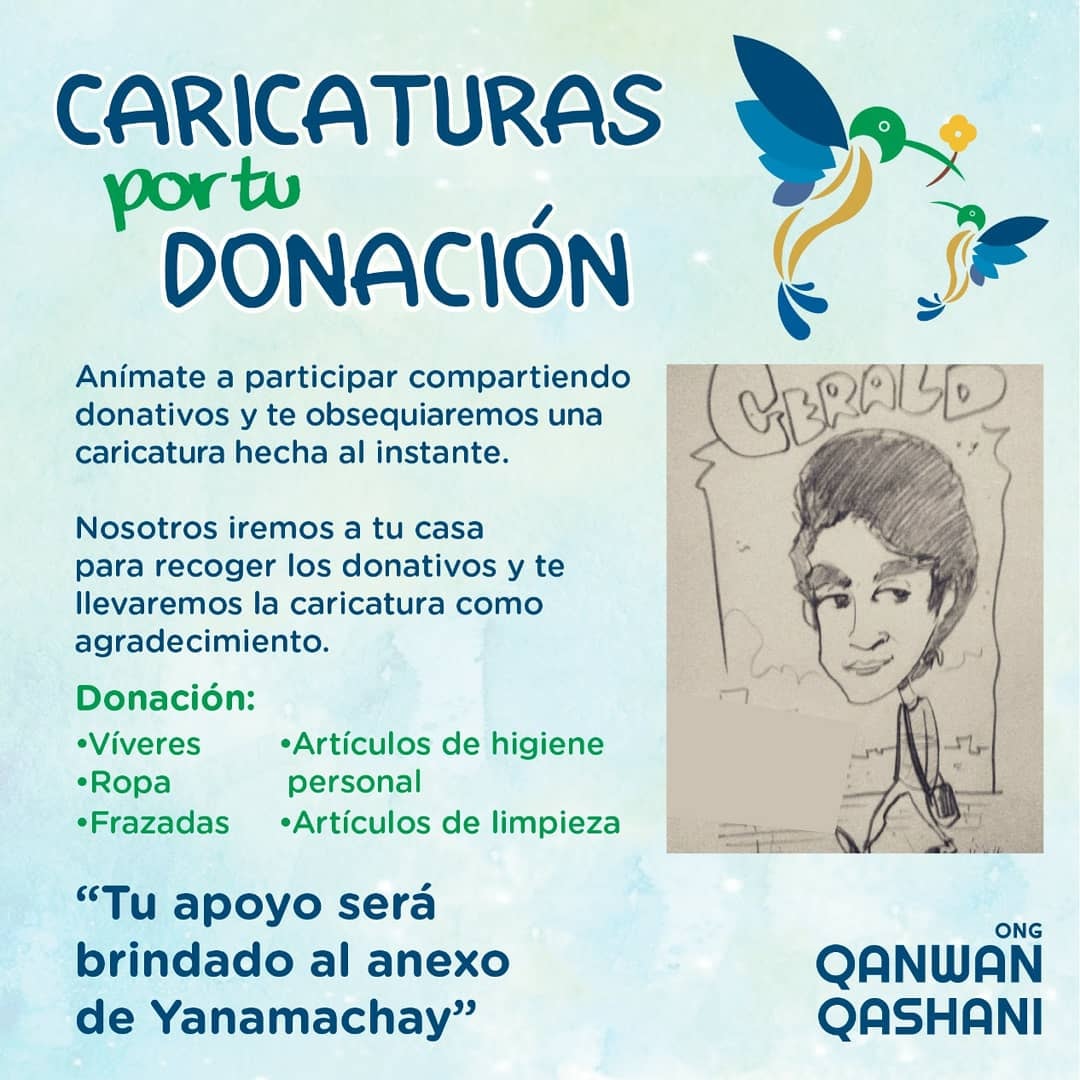 CARICATURAS
por tu
DONACIÓN
Anímate a participar compartiendo
donativos y te obsequiaremos una
caricatura hecha al instante.
Nosotros iremos a tu casa
para recoger los donativos y te
llevaremos la caricatura como
agradecimiento.
Donación:
•Víveres
•Ropa
•Frazadas
•Artículos de higiene
personal
•Artículos de limpieza
“Tu apoyo será
brindado al anexo
de Yanamachay”
GERALD
ONG
QANWAN
QASHANI